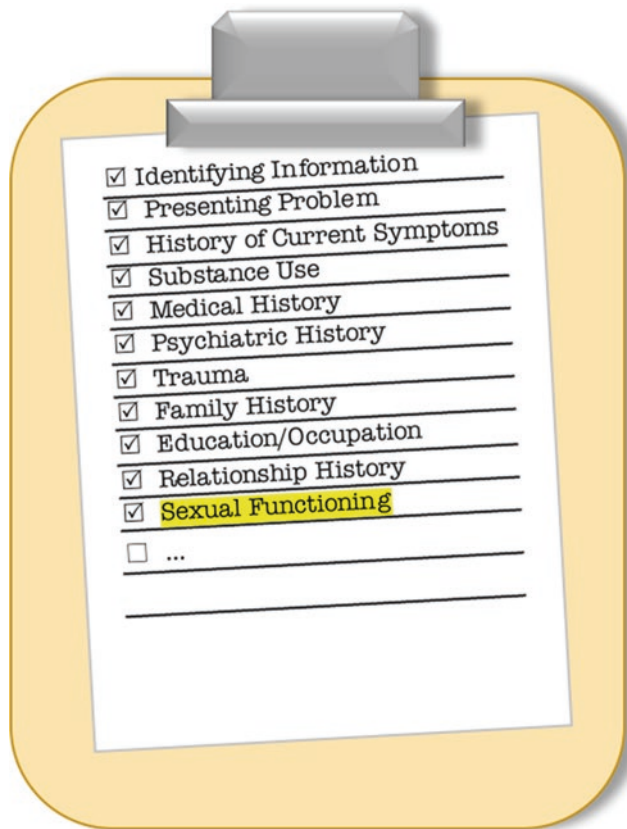 ☑ Identifying Information
☑ Presenting Problem
☑ History of Current Symptoms
☑ Substance Use
☑ Medical History
☑ Psychiatric History
☑ Trauma
☑ Family History
☑ Education/Occupation
☑ Relationship History
☑ Sexual Functioning
☐ ...